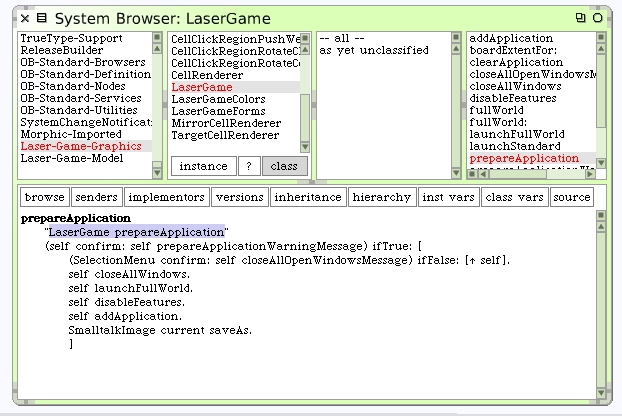 System Browser: LaserGame
TrueType-Support
ReleaseBuilder
OB-Standard-Browsers
OB-Standard-Definition
OB-Standard-Nodes
OB-Standard-Services
OB-Standard-Utilities
SystemChangeNotificati
Morphic-Imported
Laser-Game-Graphics
Laser-Game-Model
CellClickRegionPushWe
CellClickRegionRotateC
CellClickRegionRotateCo
CellRenderer
LaserGame
LaserGameColors
LaserGameForms
MirrorCellRenderer
TargetCellRenderer
instance
?
class
-- all --
as yet unclassified
addApplication
boardExtentFor:
clearApplication
closeAllOpenWindowsM
closeAllWindows
disableFeatures
fullWorld
fullWorld:
launchFullWorld
launchStandard
prepareApplication
browse senders implementors versions inheritance hierarchy inst vars class vars source
prepareApplication
"LaserGame prepareApplication"
(self confirm: self prepareApplicationWarningMessage) ifTrue: [
(SelectionMenu confirm: self closeAllOpenWindowsMessage) ifFalse: [↑ self].
self closeAllWindows.
self launchFullWorld.
self disableFeatures.
self addApplication.
SmalltalkImage current saveAs.
]